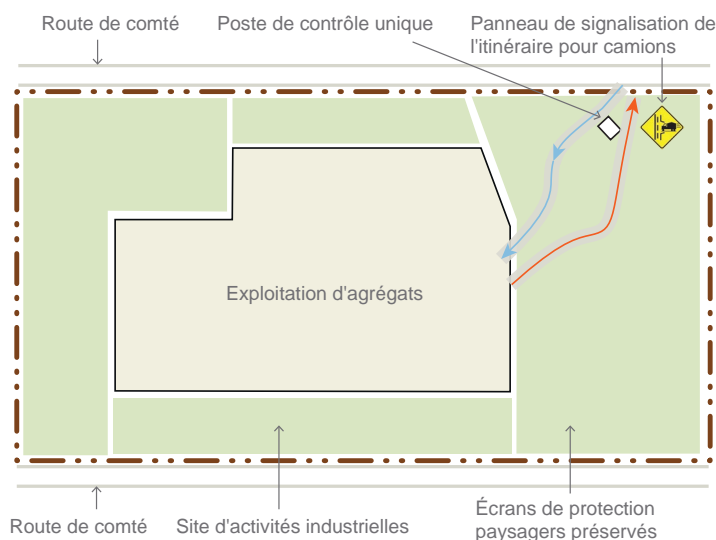 Route de comté
Poste de contrôle unique
Panneau de signalisation de
l'itinéraire pour camions
Exploitation d'agrégats
Route de comté
Site d'activités industrielles
Écrans de protection
paysagers préservés